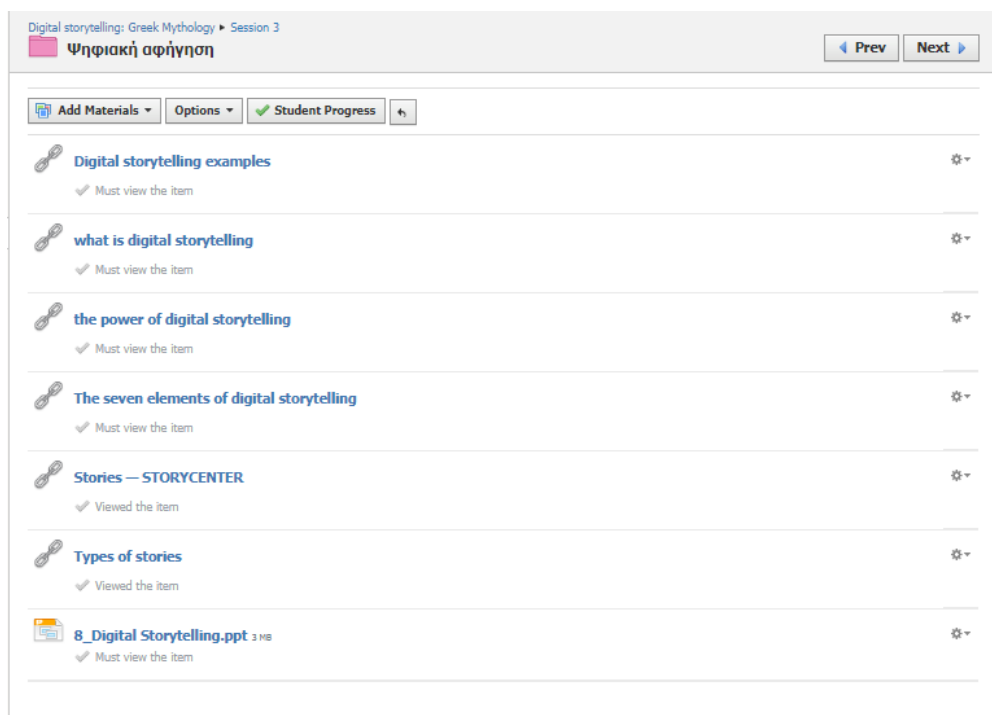 Digital storytelling: Greek Mythology ▸ Session 3
Ψηφιακή αφήγηση
Prev Next
Add Materials Options Student Progress
Digital storytelling examples
Must view the item
what is digital storytelling
Must view the item
the power of digital storytelling
Must view the item
The seven elements of digital storytelling
Must view the item
Stories — STORYCENTER
Viewed the item
Types of stories
Viewed the item
8_Digital Storytelling.ppt 3 MB
Must view the item